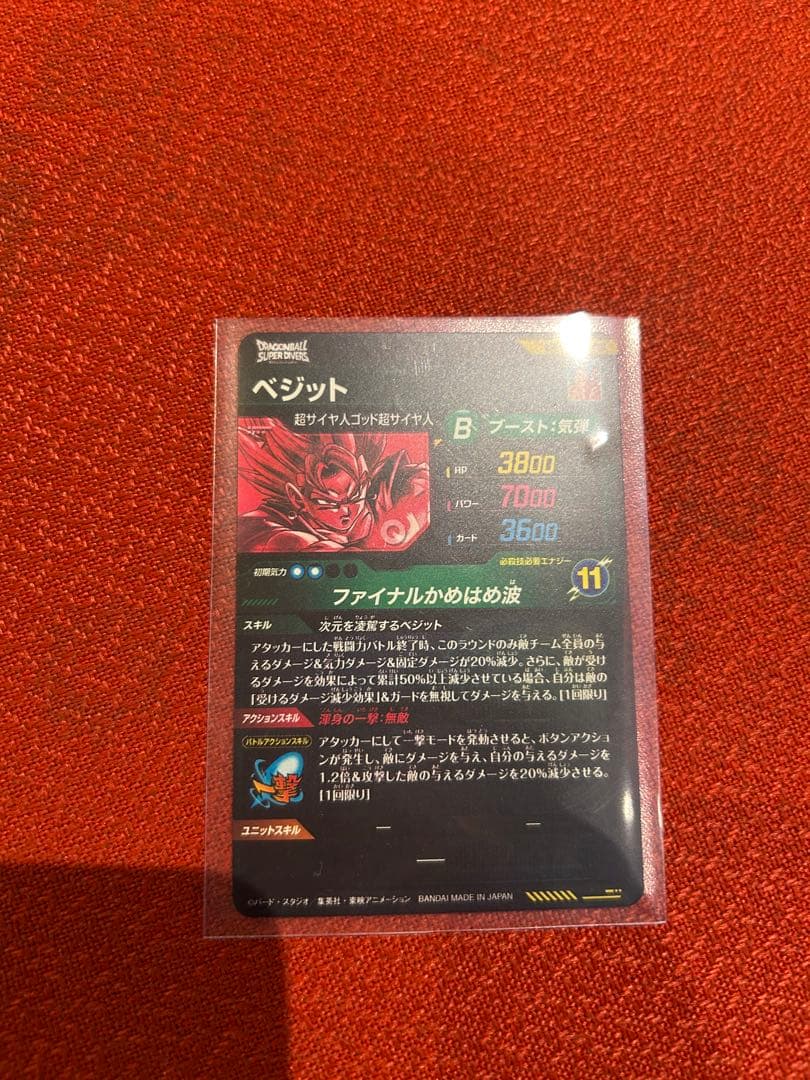 DRAGONBALL
SUPER DIVERS
ベジット
超サイヤ人ゴッド超サイヤ人
B ブースト:気弾
HP 3800
パワー 7000
ガード 3600
必殺技必要エナジー
初期気力
11
ファイナルかめはめ波
スキル 次元を凌駕するベジット
アタッカーにした戦闘力バトル終了時、このラウンドのみ敵チーム全員の与
えるダメージ&気力ダメージ&固定ダメージが20%減少。さらに、敵が受け
るダメージを効果によって累計50%以上減少させている場合、自分は敵の
[受けるダメージ減少効果]&ガードを無視してダメージを与える。[1回限り]
アクションスキル 渾身の一撃:無敵
バトルアクションスキル
アタッカーにして一撃モードを発動させると、ボタンアクショ
ンが発生し、敵にダメージを与え、自分の与えるダメージを
1.2倍&攻撃した敵の与えるダメージを20%減少させる。
[1回限り]
一撃
ユニットスキル ー ー
ー
©バード・スタジオ/集英社・東映アニメーション BANDAI MADE IN JAPAN